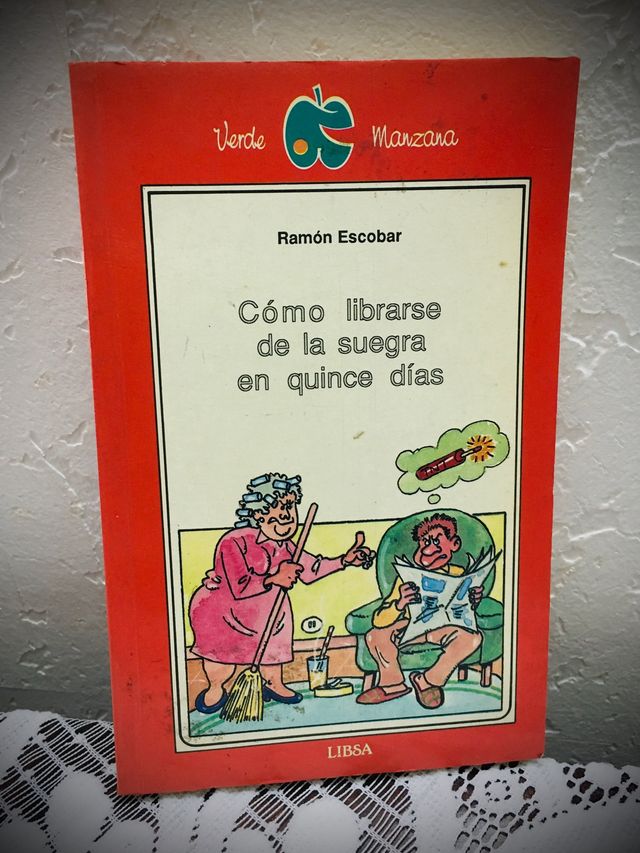 Verde Manzana
Ramón Escobar
Cómo librarse
de la suegra
en quince días
LIBSA